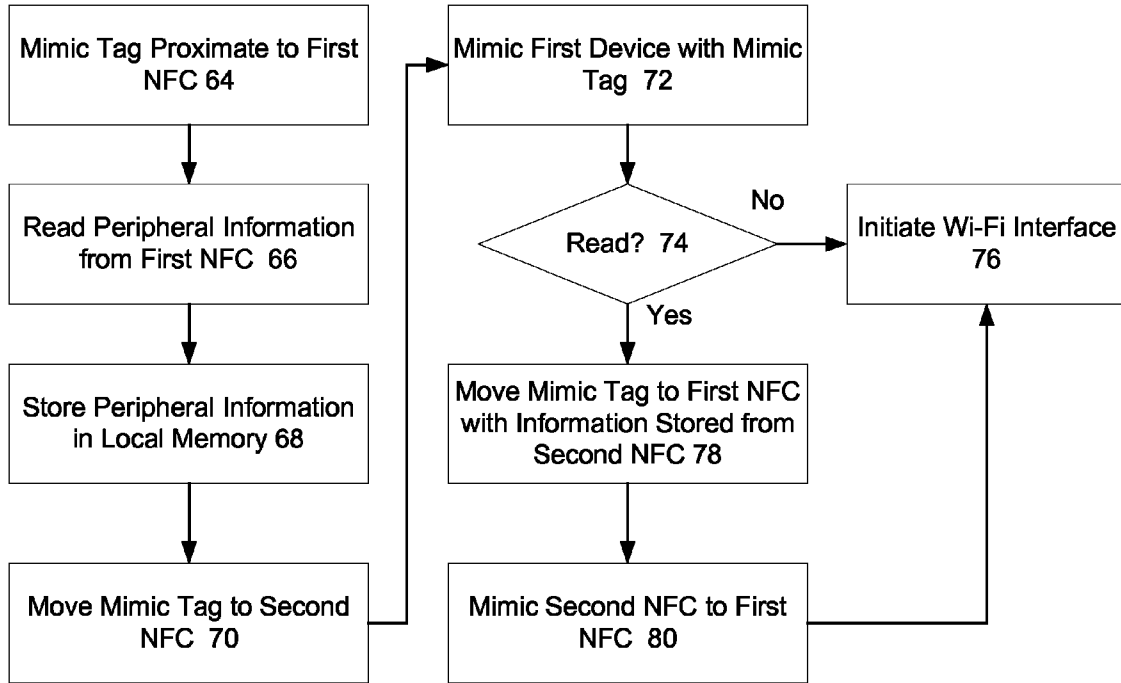 Mimic Tag Proximate to First
NFC 64
Read Peripheral Information
from First NFC 66
Store Peripheral Information
in Local Memory 68
Move Mimic Tag to Second
NFC 70
Mimic First Device with Mimic
Tag 72
Read? 74
No
Yes
Initiate Wi-Fi Interface
76
Move Mimic Tag to First NFC
with Information Stored from
Second NFC 78
Mimic Second NFC to First
NFC 80